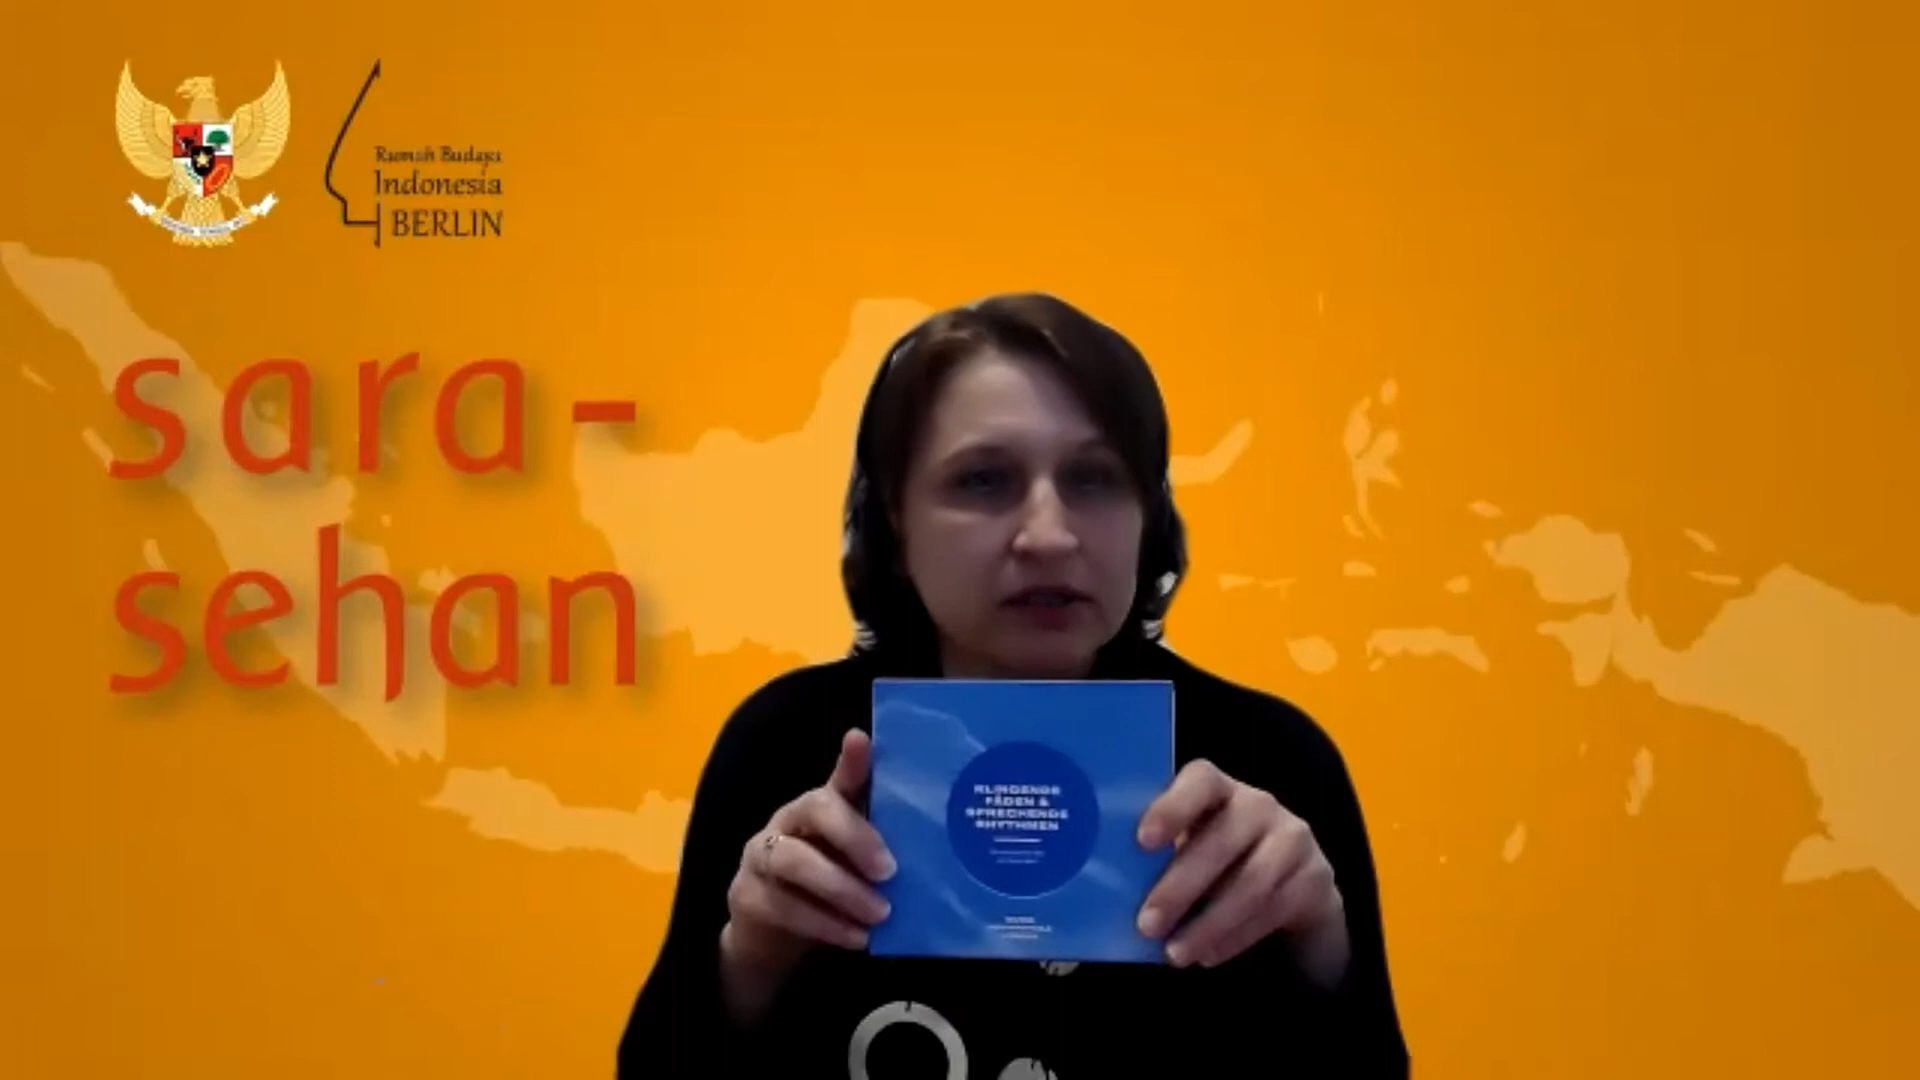 Rumah Budaya
Indonesia
BERLIN
sara-
sehan
KLINGENDE
FÄDEN &
SPRECHENDE
RHYTHMEN